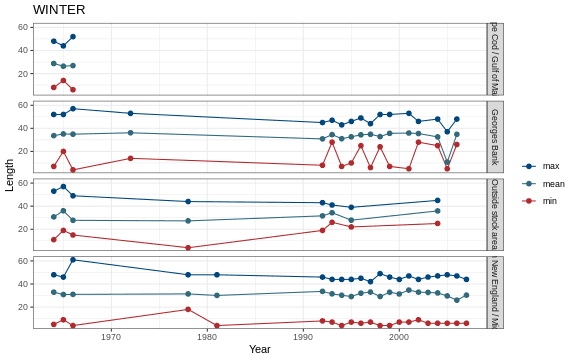 WINTER
60
40
20
pe Cod / Gulf of Ma
60
40
20
Georges Bank
60
40
20
Outside stock area
60
40
20
New England / Mi
1970
1980
1990
2000
Year
Length
max
mean
min